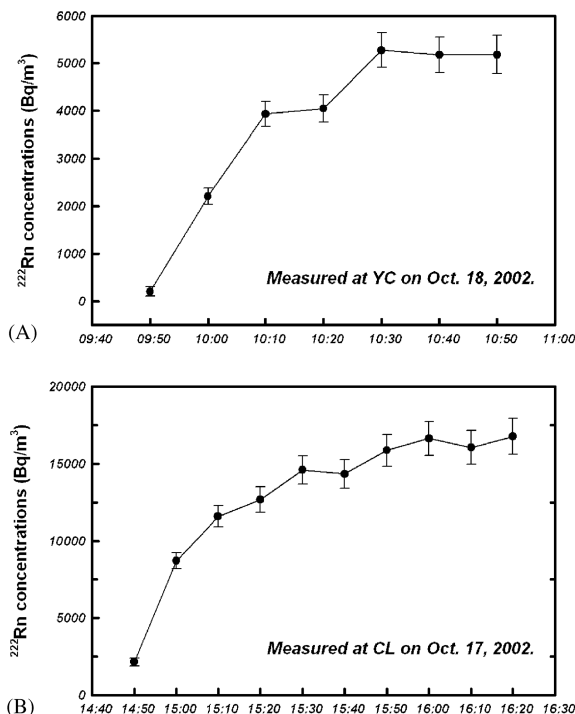 6000
5000
4000
3000
2000
1000
0
²²²Rn concentrations (Bq/m³)
Measured at YC on Oct. 18, 2002.
(A)
09:40 09:50 10:00 10:10 10:20 10:30 10:40 10:50 11:00
20000
15000
10000
5000
0
²²²Rn concentrations (Bq/m³)
Measured at CL on Oct. 17, 2002.
(B)
14:40 14:50 15:00 15:10 15:20 15:30 15:40 15:50 16:00 16:10 16:20 16:30